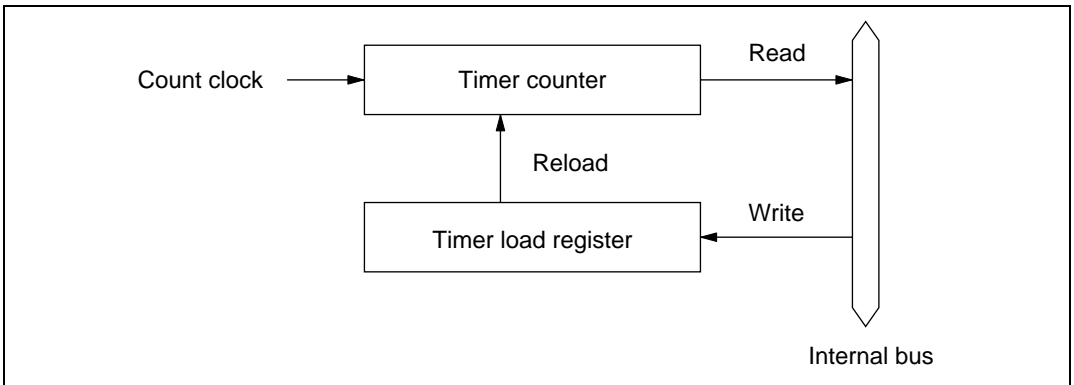 Read
Count clock
Timer counter
Reload
Write
Timer load register
Internal bus